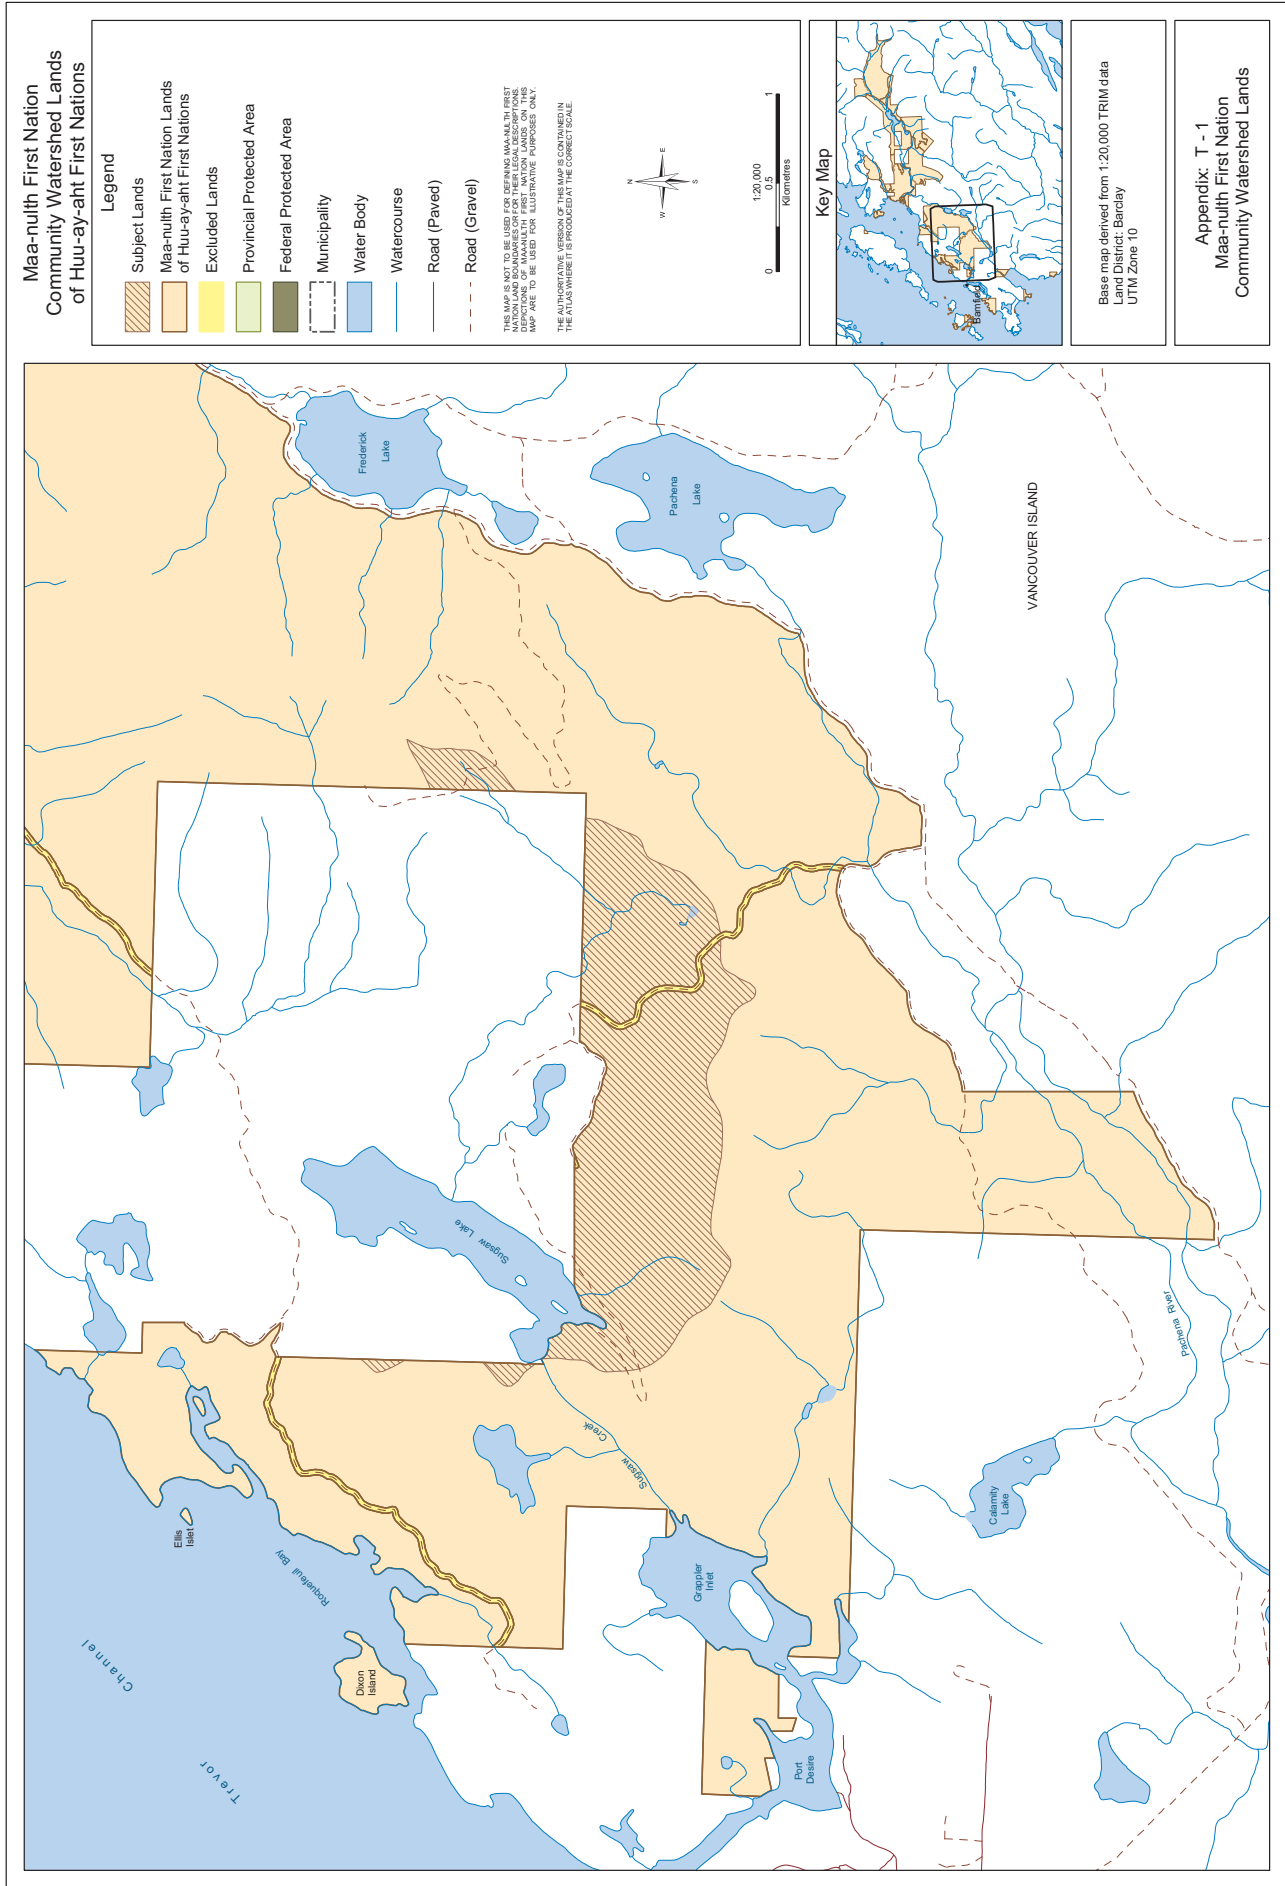 Maa-nulth First Nation
Community Watershed Lands
of Huu-ay-aht First Nations
Legend
Subject Lands
Maa-nulth First Nation Lands
of Huu-ay-aht First Nations
Excluded Lands
Provincial Protected Area
Federal Protected Area
Municipality
Water Body
Watercourse
Road (Paved)
Road (Gravel)
THIS MAP IS NOT TO BE USED FOR DEFINING MAA-NULTH FIRST
NATION LAND BOUNDARIES OR FOR THEIR LEGAL DESCRIPTIONS.
DEPICTIONS OF MAA-NULTH FIRST NATION LANDS ON THIS
MAP ARE TO BE USED FOR ILLUSTRATIVE PURPOSES ONLY.
THE AUTHORITATIVE VERSION OF THIS MAP IS CONTAINED IN
THE ATLAS WHERE IT IS PRODUCED AT THE CORRECT SCALE.
N
W
E
S
1:20,000
0
0.5
1
Kilometres
Key Map
Bamfield
Base map derived from 1:20,000 TRIM data
Land District: Barclay
UTM Zone 10
Appendix: T - 1
Maa-nulth First Nation
Community Watershed Lands
Trevor
Channel
Ellis
Islet
Roquefeuil Bay
Dixon
Island
Frederick
Lake
Pachena
Lake
VANCOUVER ISLAND
Sugsaw Lake
Sugsaw
Creek
Grappler
Inlet
Port
Desire
Calamity
Lake
Pachena River